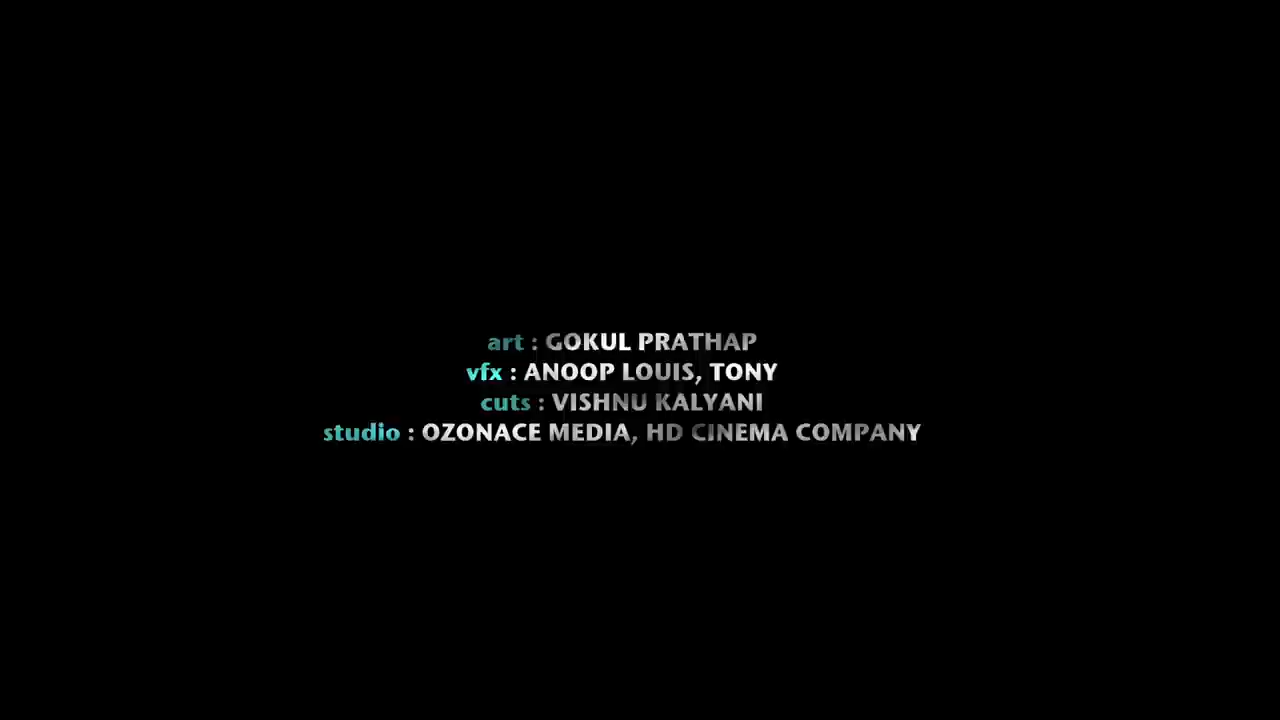 art : GOKUL PRATHAP
vfx : ANOOP LOUIS, TONY
cuts : VISHNU KALYANI
studio : OZONACE MEDIA, HD CINEMA COMPANY